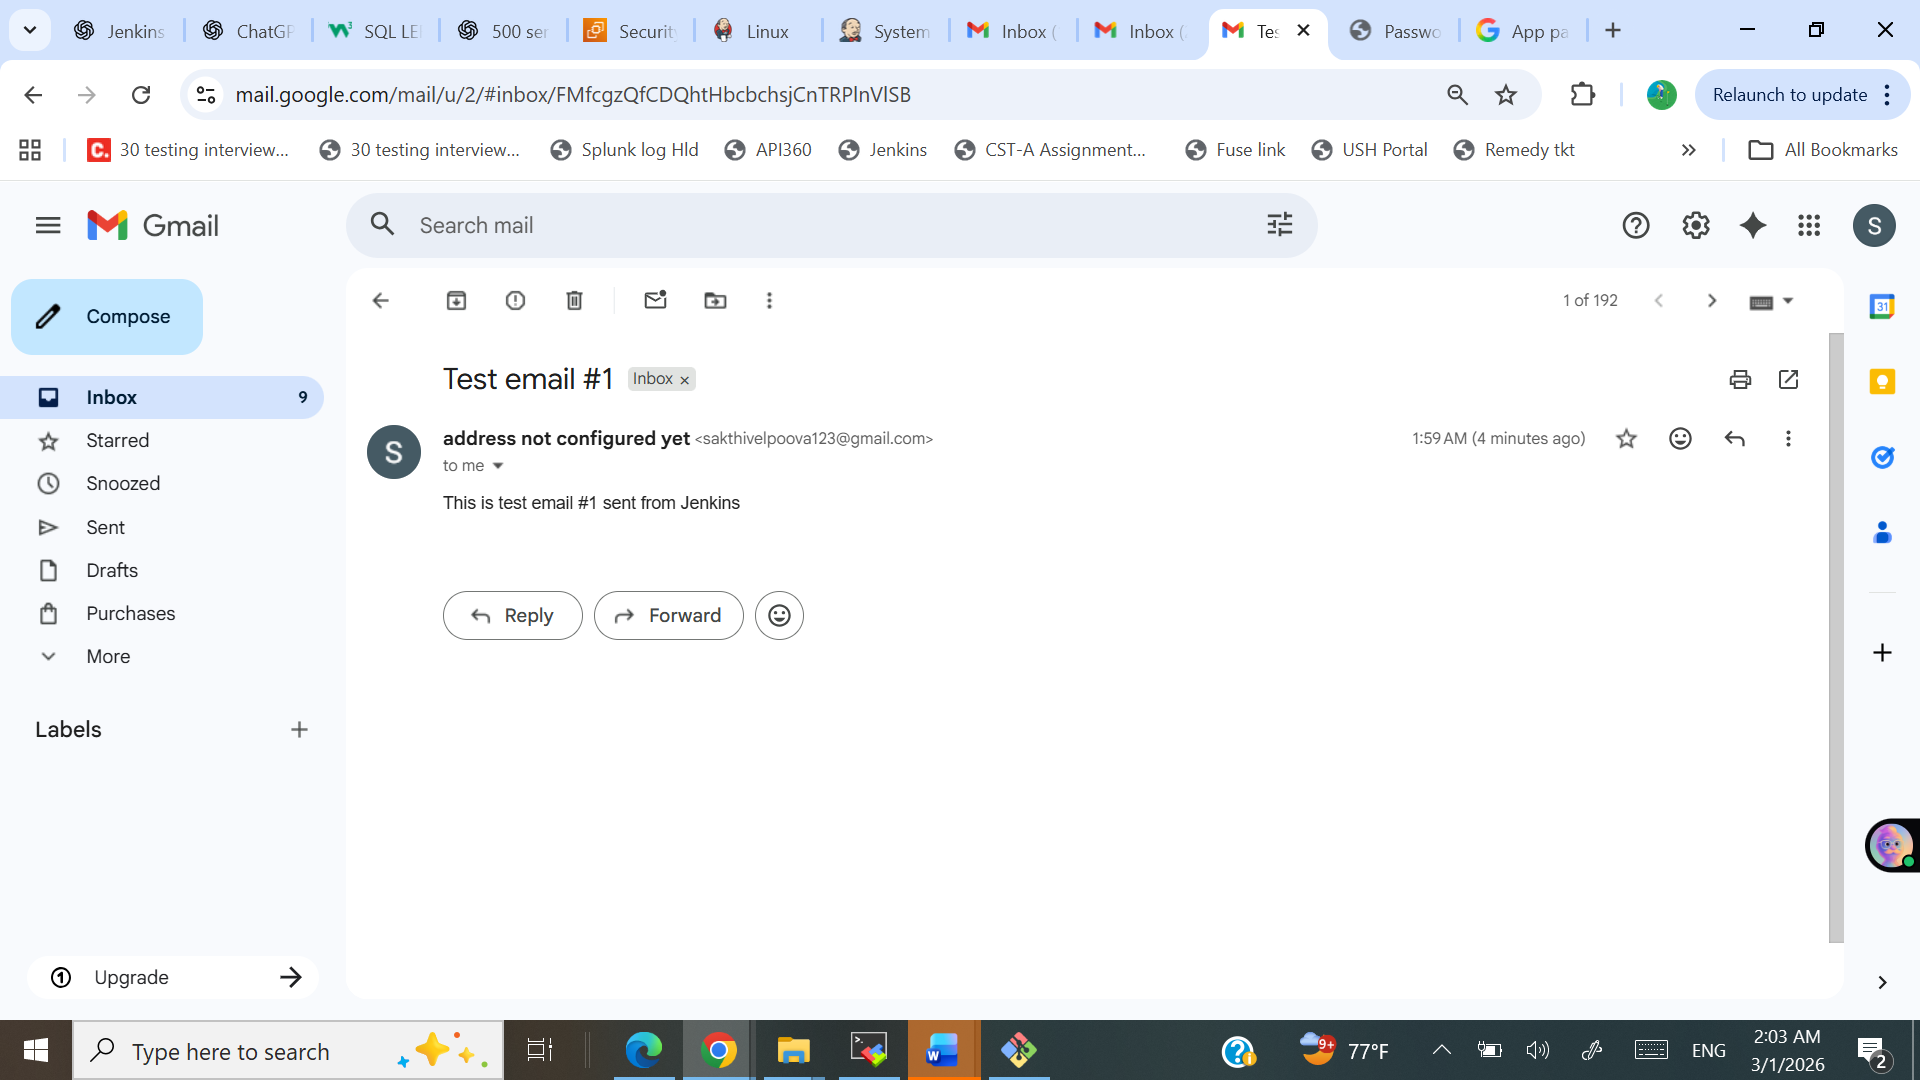 Jenkins
ChatGP
SQL LE
500 ser
Securit
Linux
System
Inbox (
Inbox (
Tes
Passwo
App pa
mail.google.com/mail/u/2/#inbox/FMfcgzQfCDQhtHbcbchsjCnTRPlnVlSB
Relaunch to update
30 testing interview...
30 testing interview...
Splunk log Hld
API360
Jenkins
CST-A Assignment...
Fuse link
USH Portal
Remedy tkt
All Bookmarks
Gmail
Search mail
S
Compose
1 of 192
31
Inbox 9
Starred
Snoozed
Sent
Drafts
Purchases
More
Labels
Upgrade
Test email #1 Inbox ×
S
address not configured yet <sakthivelpoova123@gmail.com>
1:59 AM (4 minutes ago)
to me
This is test email #1 sent from Jenkins
Reply
Forward
Type here to search
9+
77°F
ENG
2:03 AM
3/1/2026
2